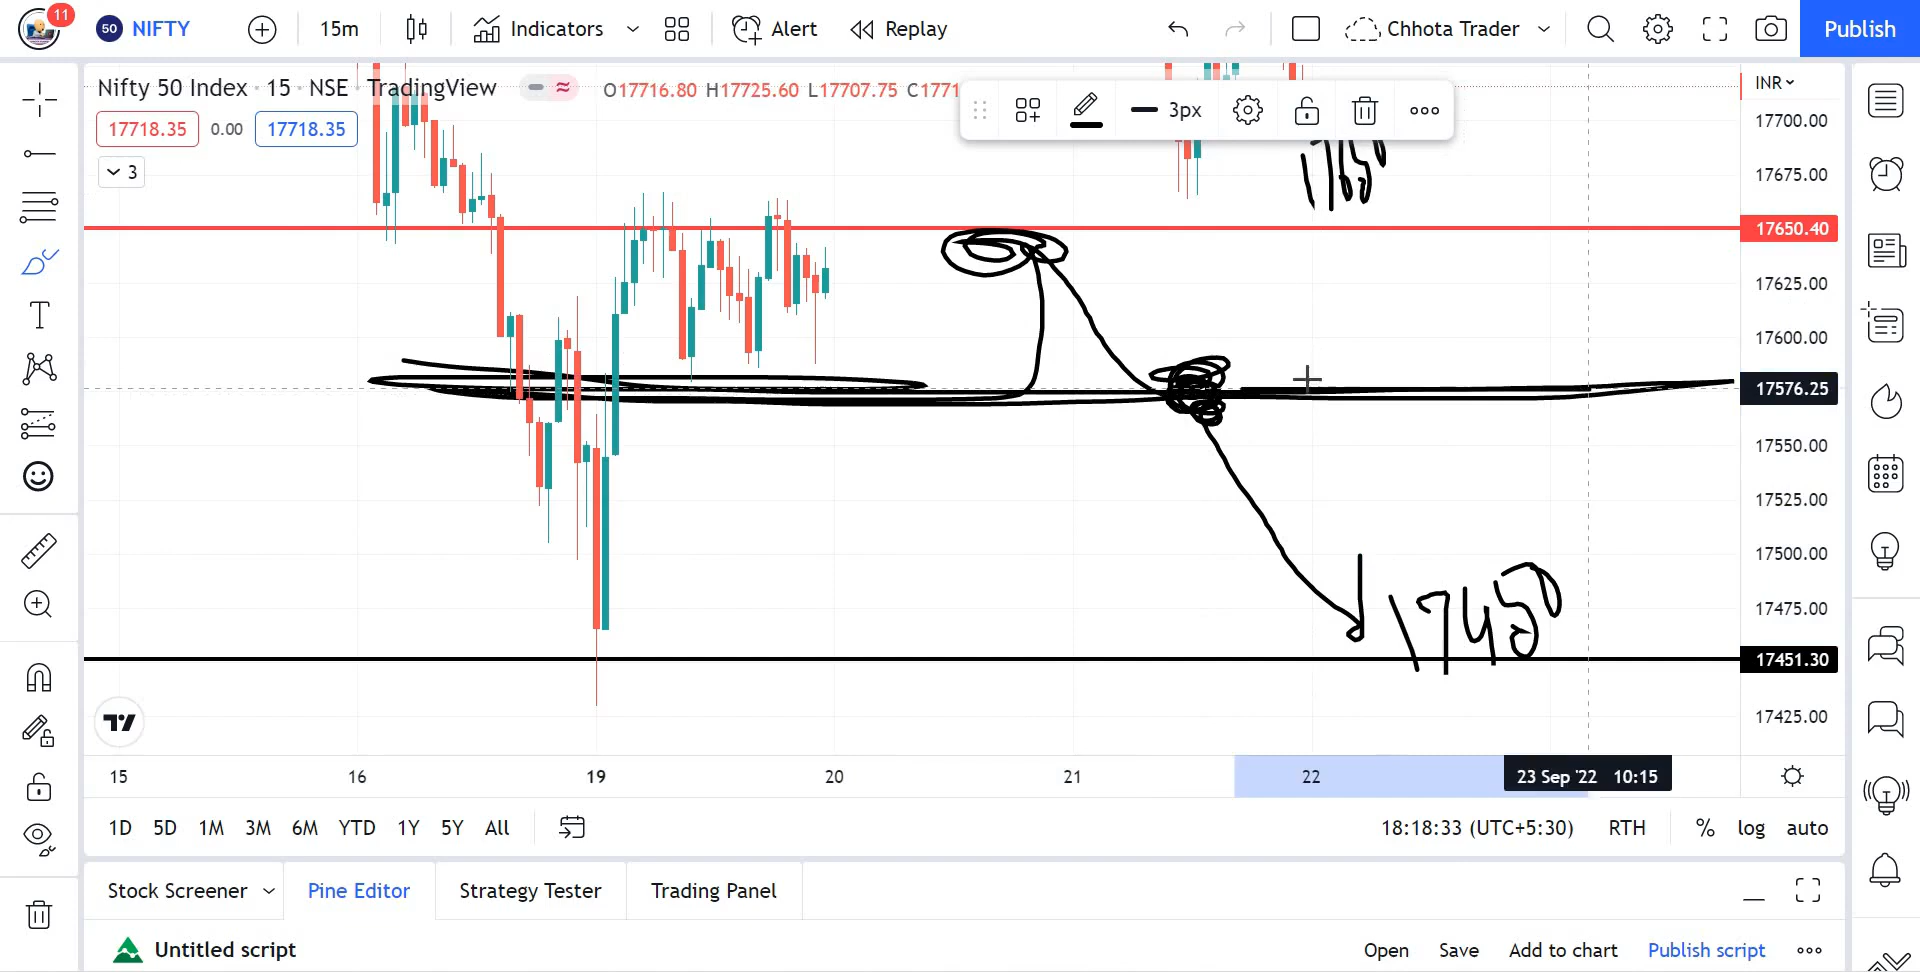 11
50 NIFTY
15m
Indicators
Alert
Replay
Chhota Trader
Publish
Nifty 50 Index · 15 · NSE TradingView
O17716.80 H17725.60 L17707.75 C1771
3px
INR
17718.35 0.00 17718.35
3
17700.00
17675.00
17650.40
17625.00
17600.00
17576.25
17550.00
17525.00
17500.00
17475.00
17451.30
17425.00
17650
17450
15 16 19 20 21 22 23 Sep '22 10:15
1D 5D 1M 3M 6M YTD 1Y 5Y All
18:18:33 (UTC+5:30) RTH % log auto
Stock Screener Pine Editor Strategy Tester Trading Panel
Untitled script
Open Save Add to chart Publish script